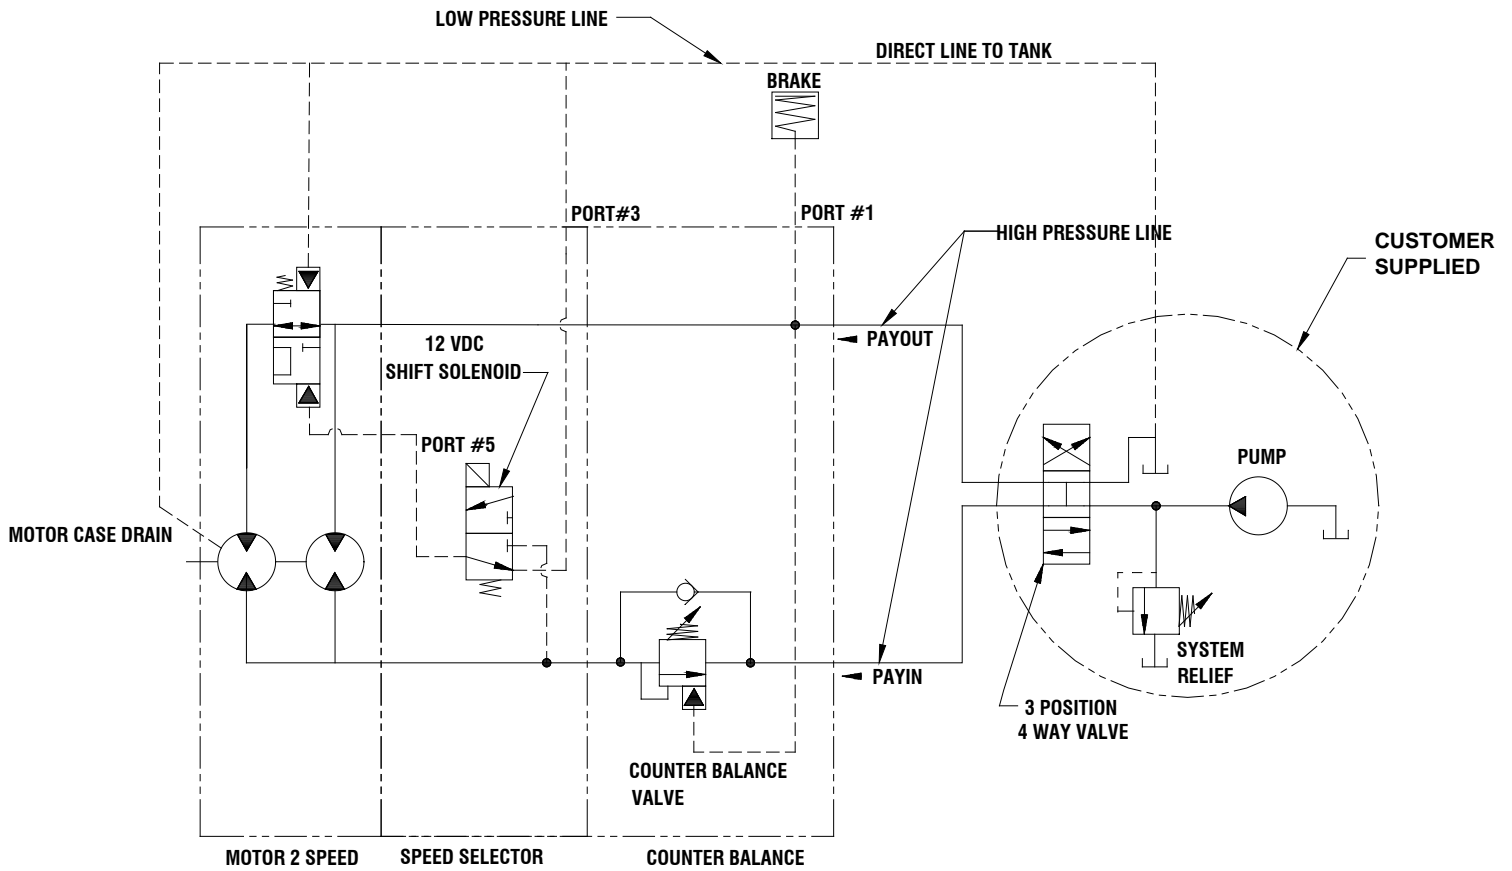 LOW PRESSURE LINE
DIRECT LINE TO TANK
BRAKE
PORT#3
PORT #1
HIGH PRESSURE LINE
CUSTOMER
SUPPLIED
12 VDC
SHIFT SOLENOID
PAYOUT
PORT #5
PUMP
MOTOR CASE DRAIN
SYSTEM
RELIEF
PAYIN
3 POSITION
4 WAY VALVE
COUNTER BALANCE
VALVE
MOTOR 2 SPEED
SPEED SELECTOR
COUNTER BALANCE